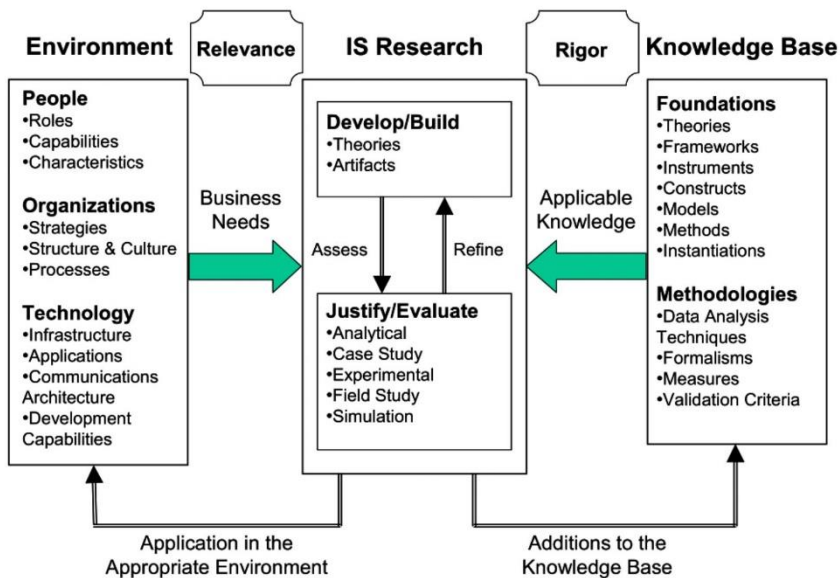 Environment
Relevance
IS Research
Rigor
Knowledge Base
People
•Roles
•Capabilities
•Characteristics
Organizations
•Strategies
•Structure & Culture
•Processes
Technology
•Infrastructure
•Applications
•Communications
Architecture
•Development
Capabilities
Business
Needs
Develop/Build
•Theories
•Artifacts
Assess
Refine
Justify/Evaluate
•Analytical
•Case Study
•Experimental
•Field Study
•Simulation
Applicable
Knowledge
Foundations
•Theories
•Frameworks
•Instruments
•Constructs
•Models
•Methods
•Instantiations
Methodologies
•Data Analysis
Techniques
•Formalisms
•Measures
•Validation Criteria
Application in the
Appropriate Environment
Additions to the
Knowledge Base